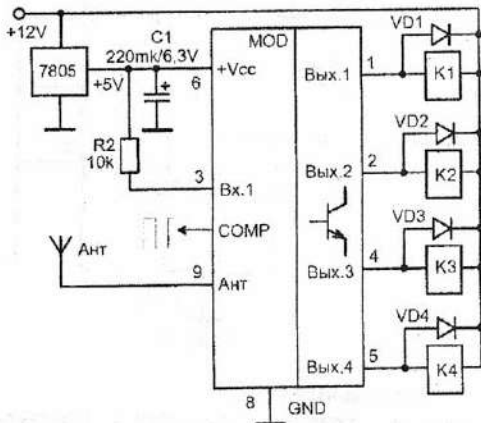 +12V
7805
+5V
C1
220mk/6,3V
+
6
R2
10k
3
Ант
9
MOD
+Vcc
Вх.1
COMP
Ант
8
GND
Вых.1
1
VD1
K1
Вых.2
2
VD2
K2
Вых.3
4
VD3
K3
Вых.4
5
VD4
K4